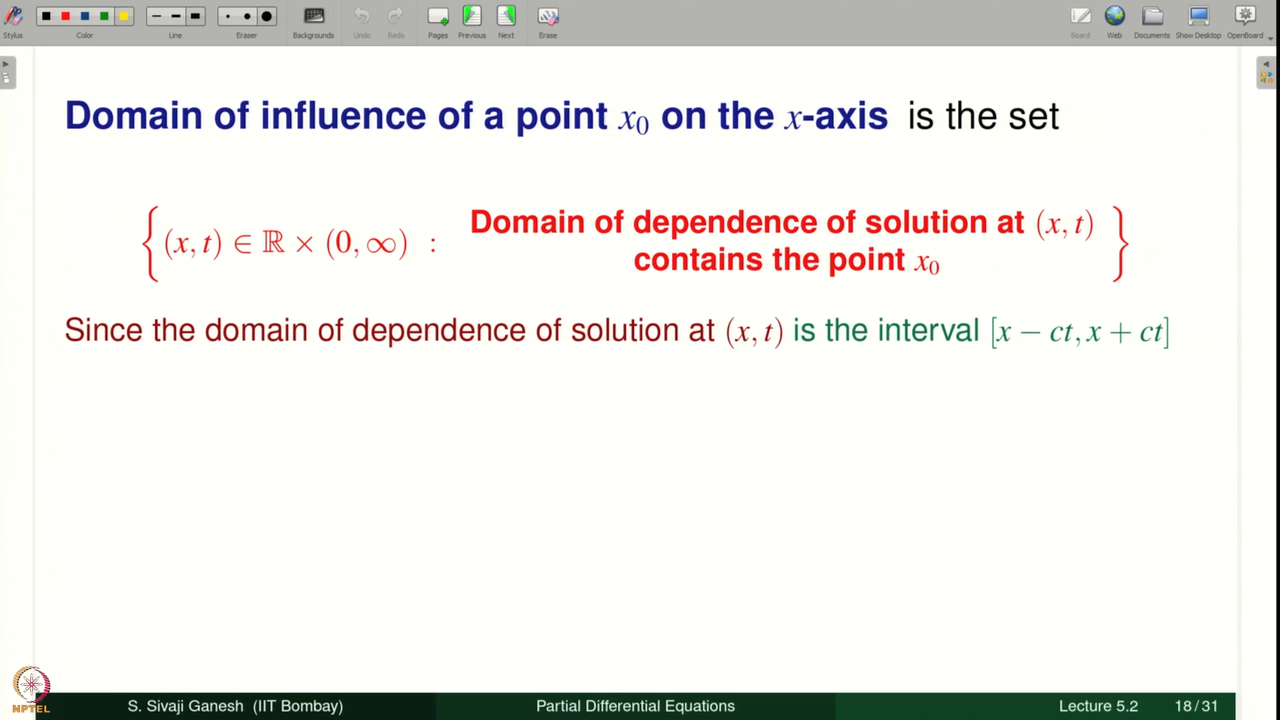 Stylus Color Line Eraser Backgrounds Undo Redo Pages Previous Next Erase Board Web Documents Show Desktop OpenBoard
Domain of influence of a point x₀ on the x-axis is the set
{(x, t) ∈ ℝ × (0, ∞) : Domain of dependence of solution at (x, t)
contains the point x₀}
Since the domain of dependence of solution at (x, t) is the interval [x − ct, x + ct]
NPTEL
S. Sivaji Ganesh (IIT Bombay) Partial Differential Equations Lecture 5.2 18 / 31